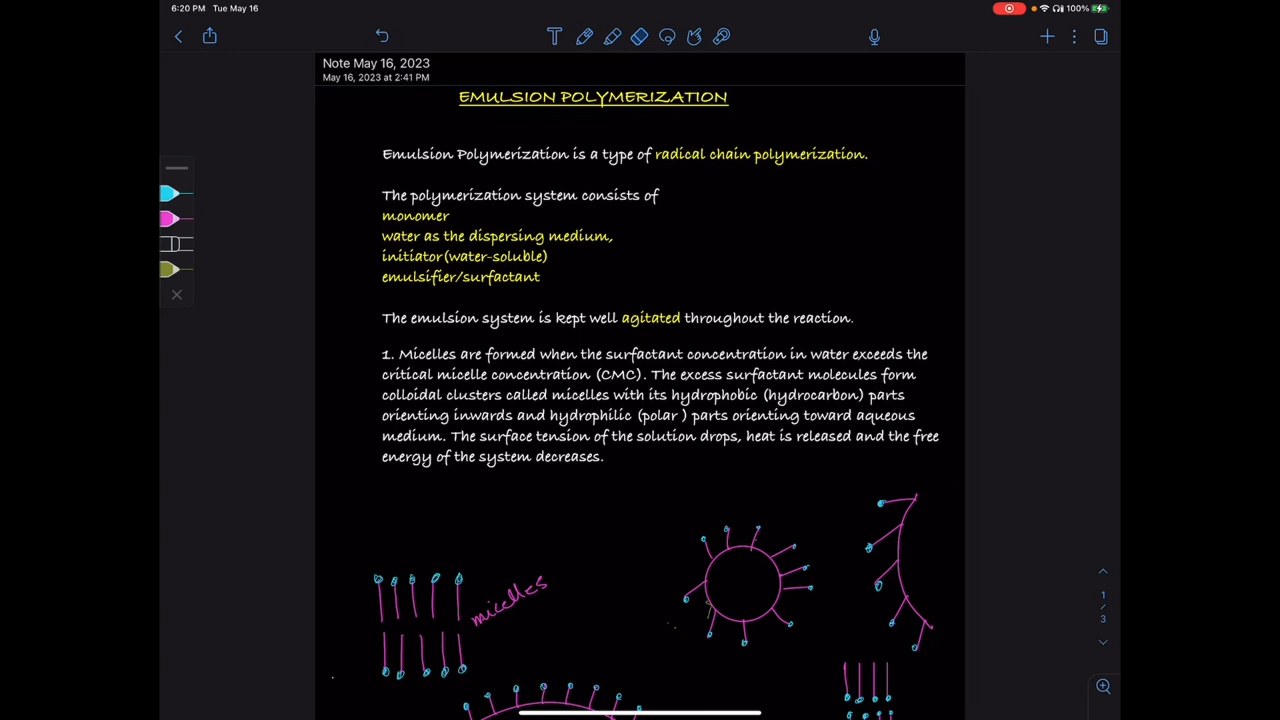 6:20 PM Tue May 16
100%
Note May 16, 2023
May 16, 2023 at 2:41 PM
EMULSION POLYMERIZATION
Emulsion Polymerization is a type of radical chain polymerization.
The polymerization system consists of
monomer
water as the dispersing medium,
initiator(water-soluble)
emulsifier/surfactant
The emulsion system is kept well agitated throughout the reaction.
1. Micelles are formed when the surfactant concentration in water exceeds the
critical micelle concentration (CMC). The excess surfactant molecules form
colloidal clusters called micelles with its hydrophobic (hydrocarbon) parts
orienting inwards and hydrophilic (polar ) parts orienting toward aqueous
medium. The surface tension of the solution drops, heat is released and the free
energy of the system decreases.
micelles
1
/
3